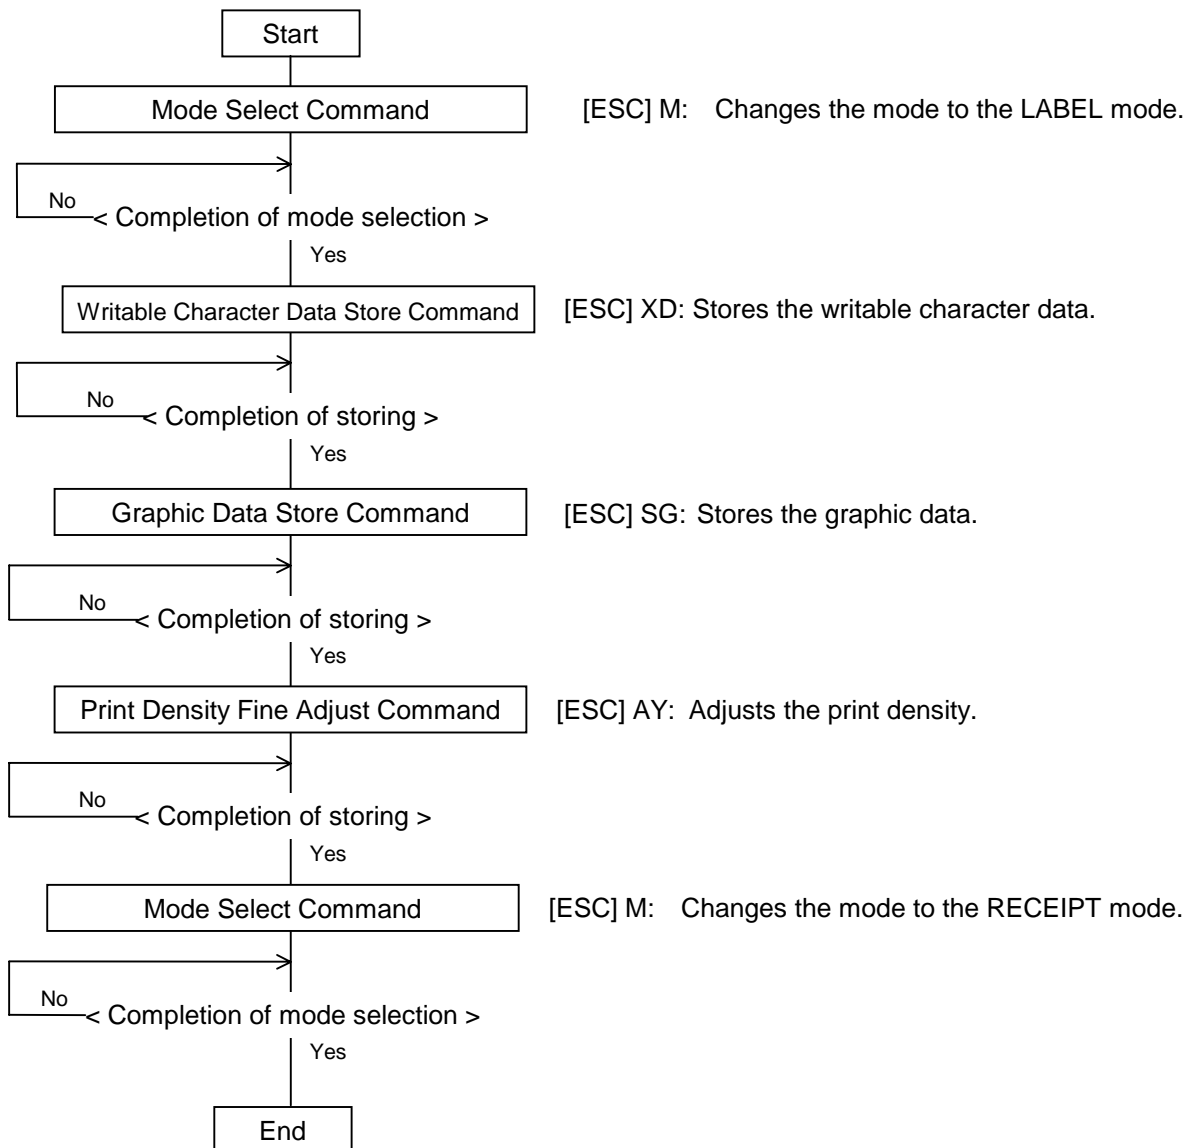 Start
Mode Select Command [ESC] M: Changes the mode to the LABEL mode.
No
< Completion of mode selection >
Yes
Writable Character Data Store Command [ESC] XD: Stores the writable character data.
No
< Completion of storing >
Yes
Graphic Data Store Command [ESC] SG: Stores the graphic data.
No
< Completion of storing >
Yes
Print Density Fine Adjust Command [ESC] AY: Adjusts the print density.
No
< Completion of storing >
Yes
Mode Select Command [ESC] M: Changes the mode to the RECEIPT mode.
No
< Completion of mode selection >
Yes
End